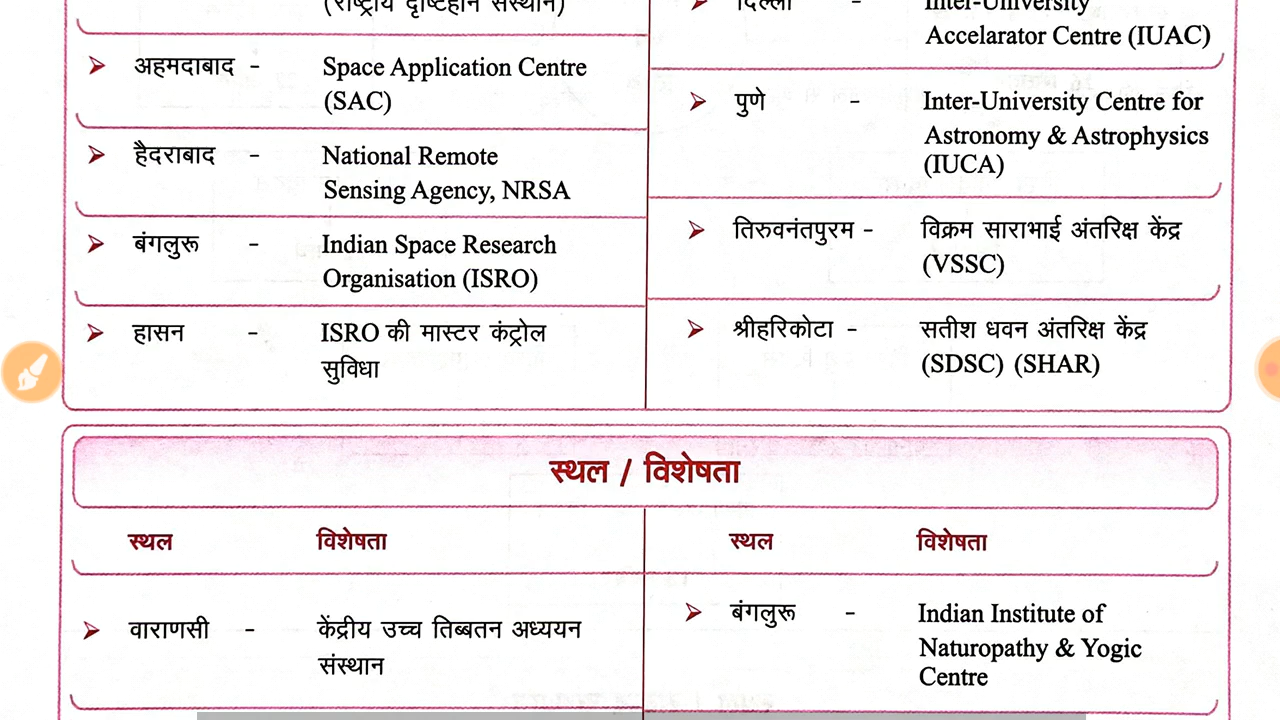 (राष्ट्रीय दृष्टिहीन संस्थान)
➤ अहमदाबाद - Space Application Centre
(SAC)
➤ हैदराबाद - National Remote
Sensing Agency, NRSA
➤ बंगलुरू - Indian Space Research
Organisation (ISRO)
➤ हासन - ISRO की मास्टर कंट्रोल
सुविधा
➤ दिल्ली - Inter-University
Accelarator Centre (IUAC)
➤ पुणे - Inter-University Centre for
Astronomy & Astrophysics
(IUCA)
➤ तिरुवनंतपुरम - विक्रम साराभाई अंतरिक्ष केंद्र
(VSSC)
➤ श्रीहरिकोटा - सतीश धवन अंतरिक्ष केंद्र
(SDSC) (SHAR)
स्थल / विशेषता
स्थल विशेषता
➤ वाराणसी - केंद्रीय उच्च तिब्बतन अध्ययन
संस्थान
स्थल विशेषता
➤ बंगलुरू - Indian Institute of
Naturopathy & Yogic
Centre